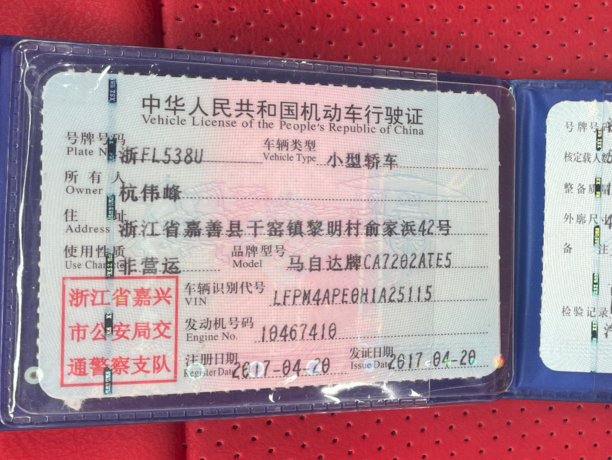 中华人民共和国机动车行驶证
Vehicle License of the People's Republic of China
号牌号码 浙FFL538U 车辆类型 小型轿车
Plate No. Vehicle Type
所有人 杭伟峰
Owner
住址 浙江省嘉善县干窑镇黎明村俞家浜42号
Address
使用性质 非营运 品牌型号 马自达牌CA7202ATE5
Use Character Model
浙江省嘉兴
市公安局交
通警察支队
车辆识别代号 LFPM4APE0H1A25115
VIN
发动机号码 10467410
Engine No.
注册日期 2017-04-20 发证日期 2017-04-20
Register Date Issue Date
号牌号码
核定载人数
整备质量
外廓尺寸
备
检验记录